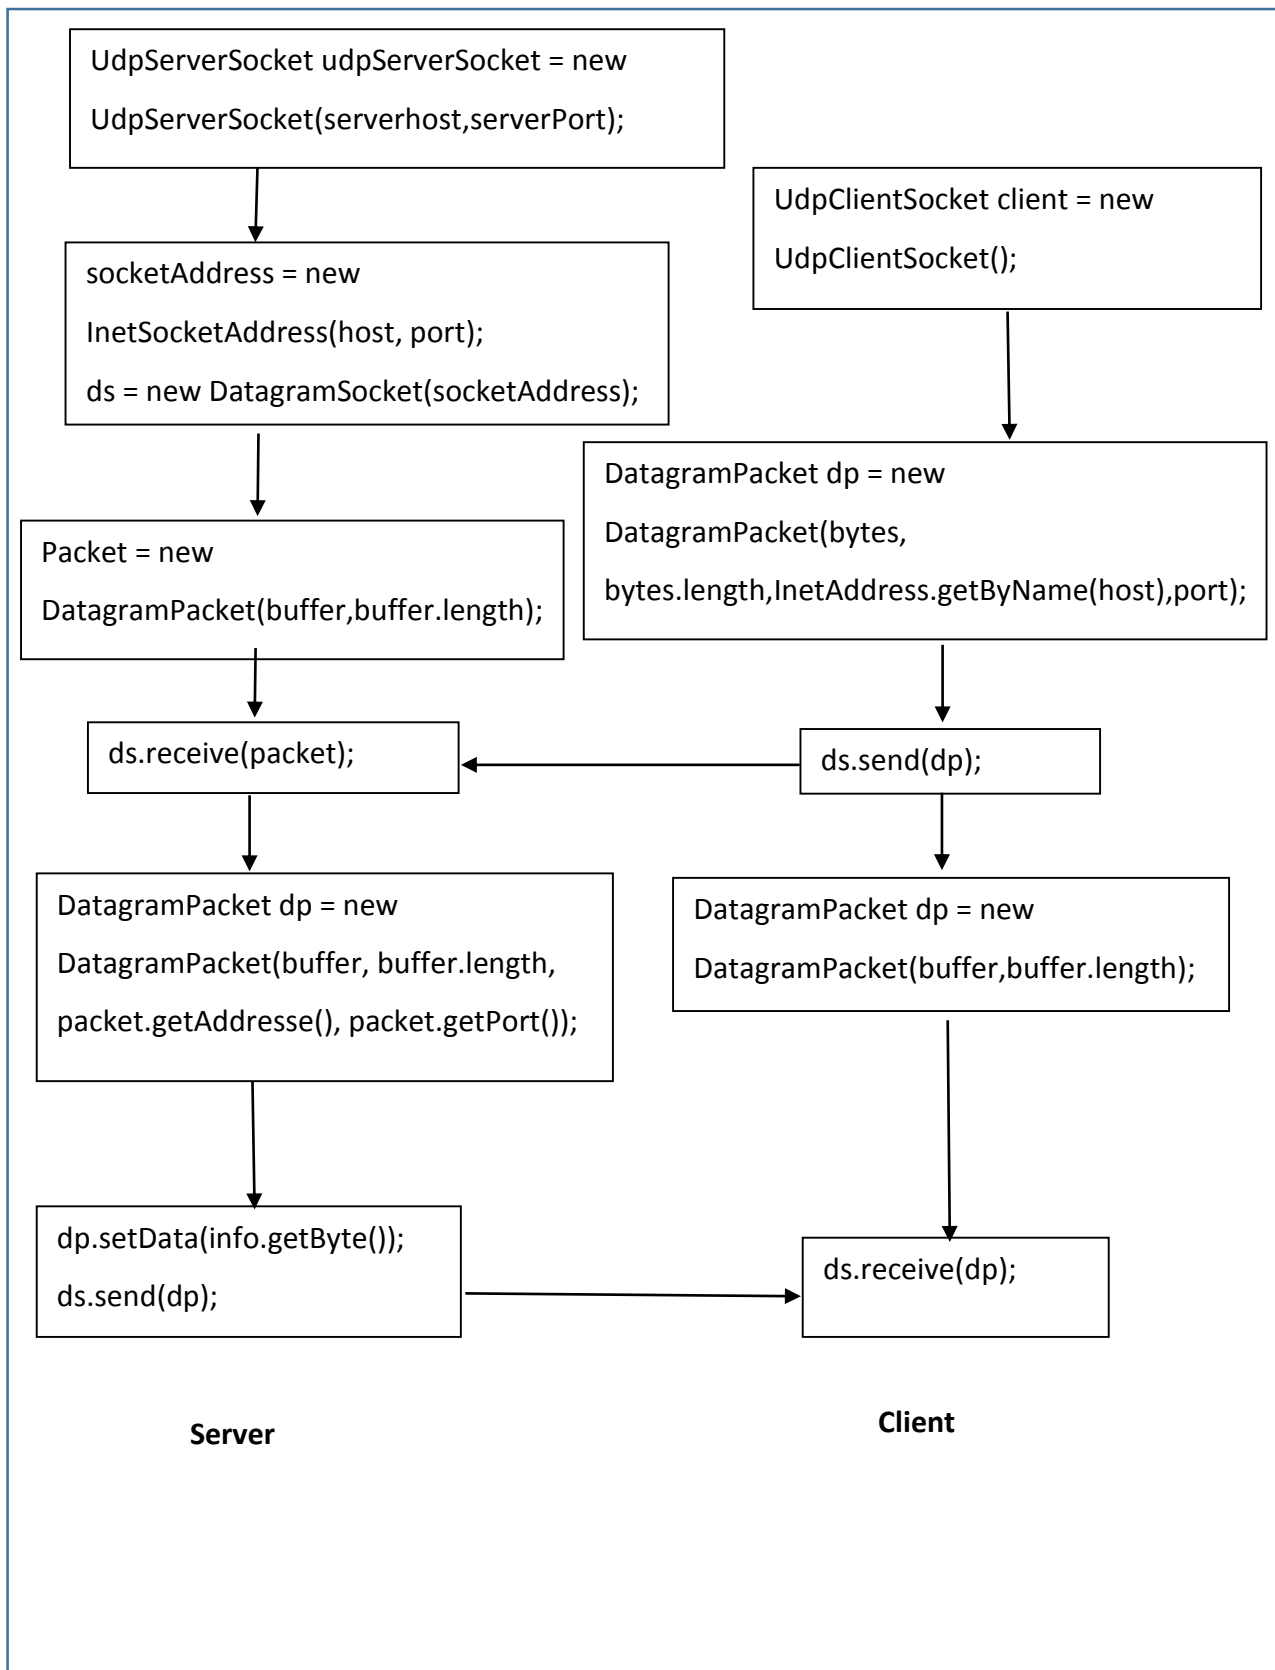 UdpServerSocket udpServerSocket = new
UdpServerSocket(serverhost,serverPort);
socketAddress = new
InetSocketAddress(host, port);
ds = new DatagramSocket(socketAddress);
Packet = new
DatagramPacket(buffer,buffer.length);
ds.receive(packet);
DatagramPacket dp = new
DatagramPacket(buffer, buffer.length,
packet.getAddresse(), packet.getPort());
dp.setData(info.getByte());
ds.send(dp);
Server
UdpClientSocket client = new
UdpClientSocket();
DatagramPacket dp = new
DatagramPacket(bytes,
bytes.length,InetAddress.getByName(host),port);
ds.send(dp);
DatagramPacket dp = new
DatagramPacket(buffer,buffer.length);
ds.receive(dp);
Client